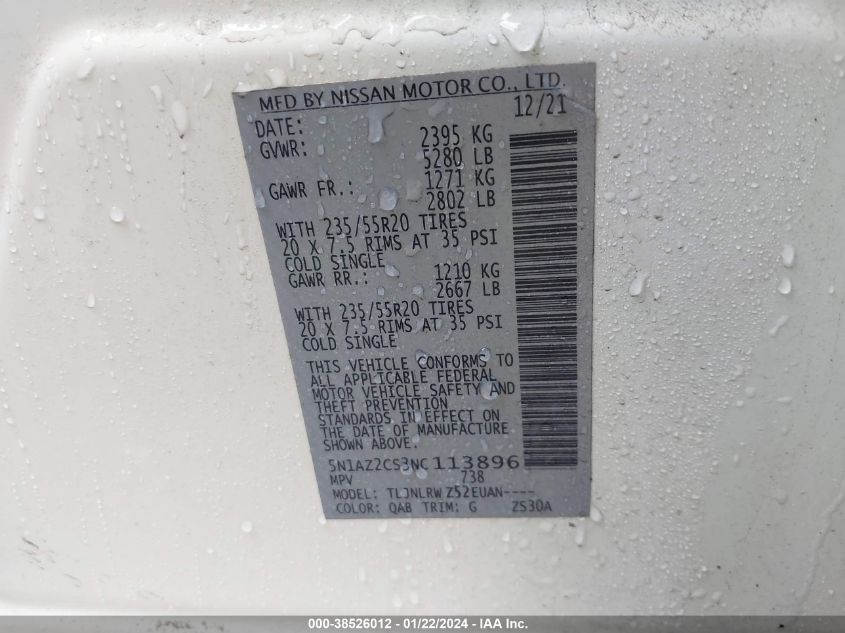 MFD BY NISSAN MOTOR CO., LTD.
DATE: 12/21
GVWR: 2395 KG
5280 LB
GAWR FR.: 1271 KG
2802 LB
WITH 235/55R20 TIRES
20 X 7.5 RIMS AT 35 PSI
COLD SINGLE
GAWR RR.: 1210 KG
2667 LB
WITH 235/55R20 TIRES
20 X 7.5 RIMS AT 35 PSI
COLD SINGLE
THIS VEHICLE CONFORMS TO
ALL APPLICABLE FEDERAL
MOTOR VEHICLE SAFETY AND
THEFT PREVENTION
STANDARDS IN EFFECT ON
THE DATE OF MANUFACTURE
SHOWN ABOVE.
5N1AZ2CS3NC113896
MPV 738
MODEL: TLJNLRW Z52EUAN----
COLOR: QAB TRIM: G ZS30A
000-38526012 - 01/22/2024 - IAA Inc.